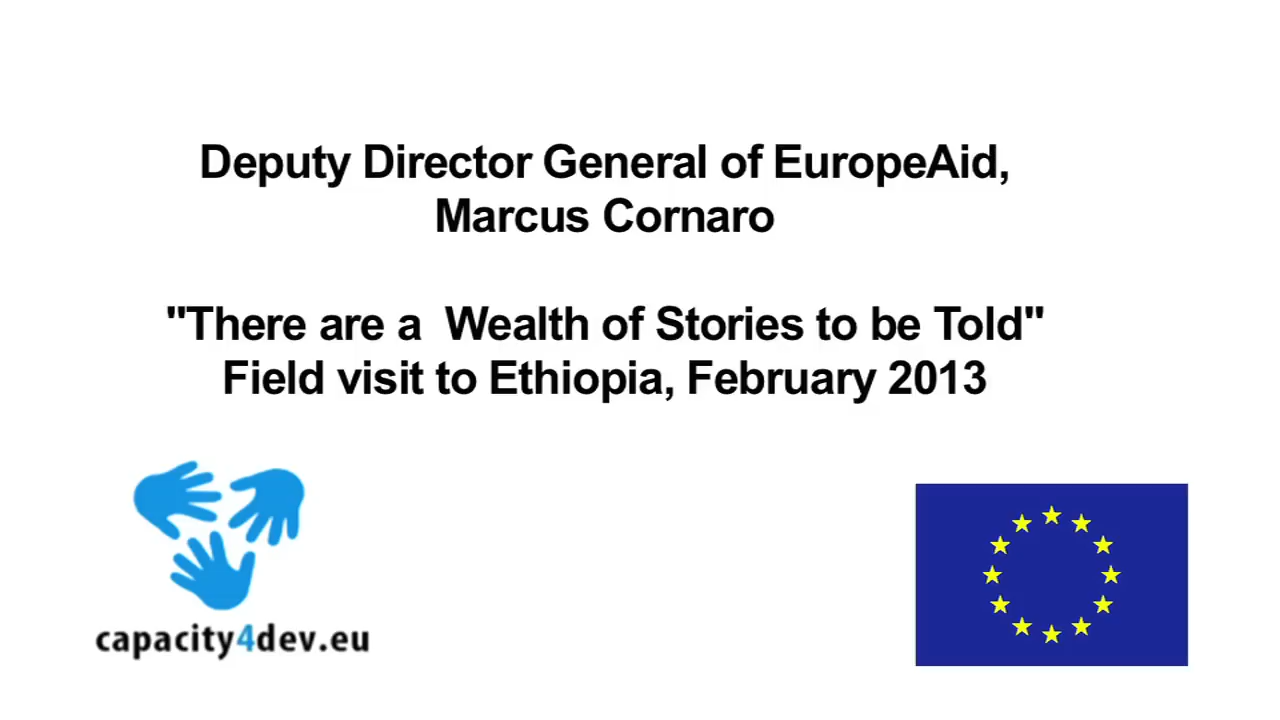 Deputy Director General of EuropeAid,
Marcus Cornaro
"There are a  Wealth of Stories to be Told"
Field visit to Ethiopia, February 2013
capacity4dev.eu